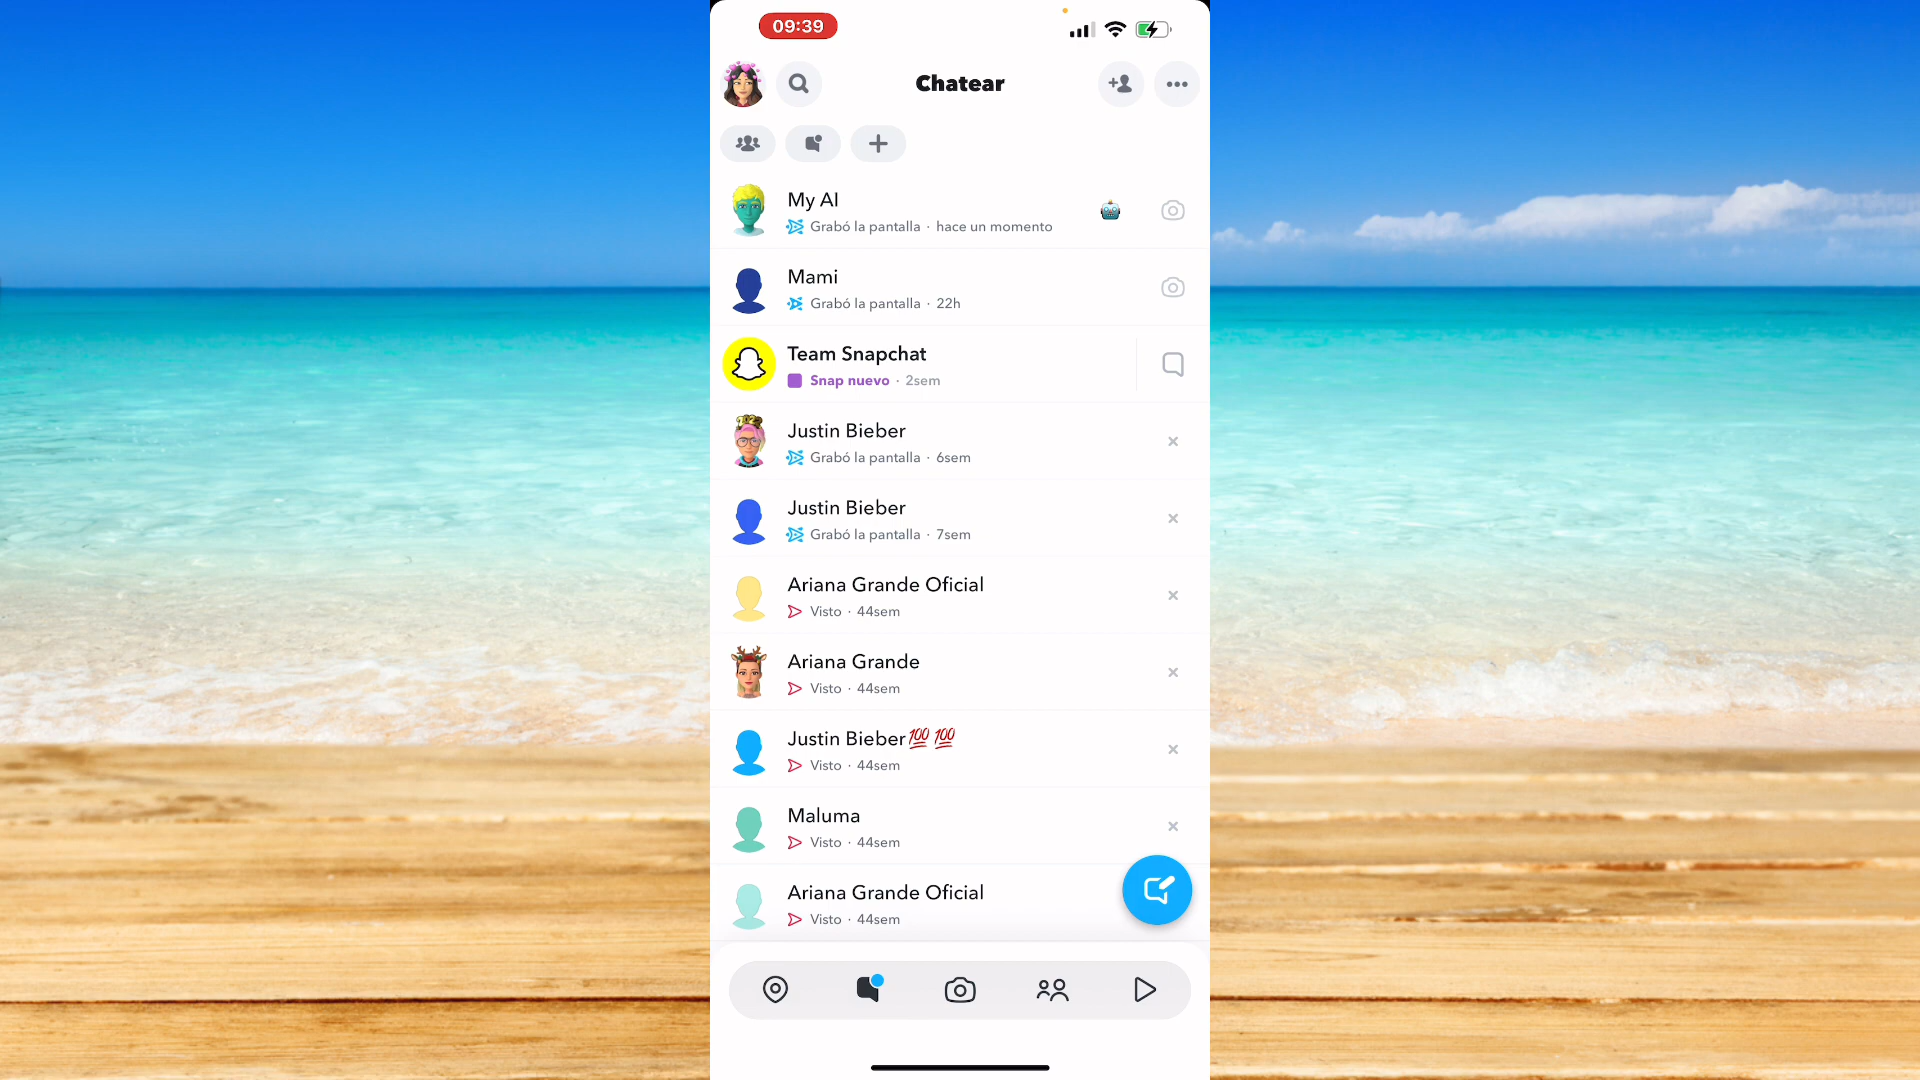 09:39
Chatear
My AI
Grabó la pantalla · hace un momento
Mami
Grabó la pantalla · 22h
Team Snapchat
Snap nuevo · 2sem
Justin Bieber
Grabó la pantalla · 6sem
Justin Bieber
Grabó la pantalla · 7sem
Ariana Grande Oficial
Visto · 44sem
Ariana Grande
Visto · 44sem
Justin Bieber💯💯
Visto · 44sem
Maluma
Visto · 44sem
Ariana Grande Oficial
Visto · 44sem